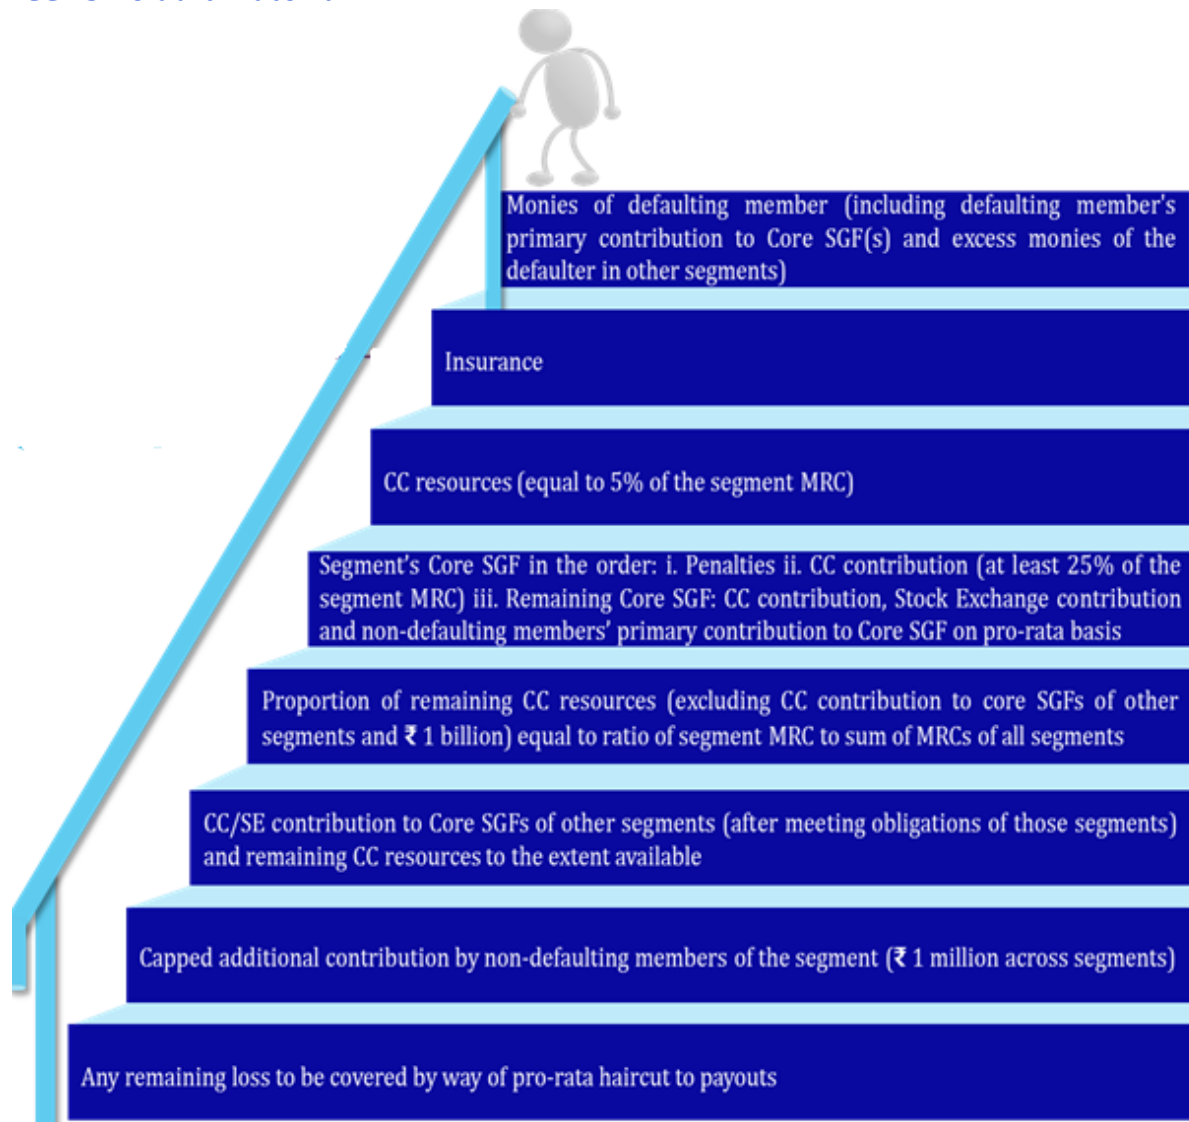 Monies of defaulting member (including defaulting member's
primary contribution to Core SGF(s) and excess monies of the
defaulter in other segments)
Insurance
CC resources (equal to 5% of the segment MRC)
Segment's Core SGF in the order: i. Penalties ii. CC contribution (at least 25% of the
segment MRC) iii. Remaining Core SGF: CC contribution, Stock Exchange contribution
and non-defaulting members' primary contribution to Core SGF on pro-rata basis
Proportion of remaining CC resources (excluding CC contribution to core SGFs of other
segments and ₹ 1 billion) equal to ratio of segment MRC to sum of MRCs of all segments
CC/SE contribution to Core SGFs of other segments (after meeting obligations of those segments)
and remaining CC resources to the extent available
Capped additional contribution by non-defaulting members of the segment (₹ 1 million across segments)
Any remaining loss to be covered by way of pro-rata haircut to payouts